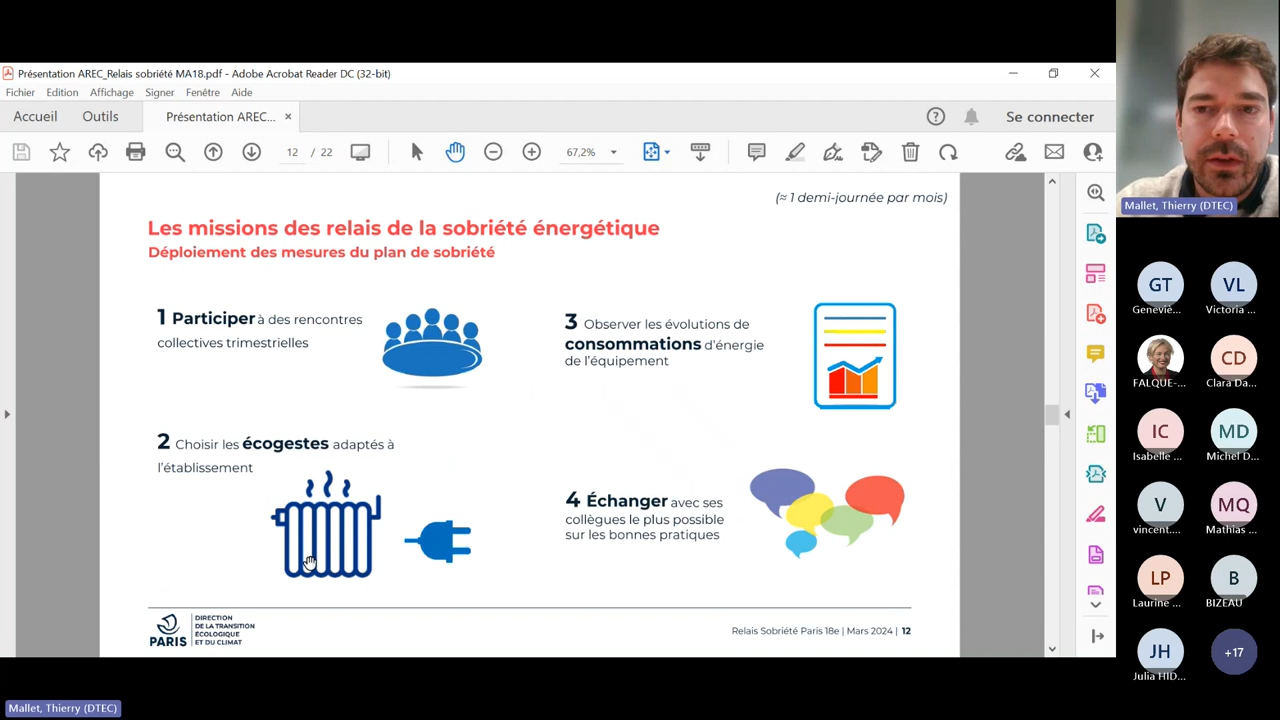 Présentation AREC_Relais sobriété MA18.pdf - Adobe Acrobat Reader DC (32-bit)
Fichier Edition Affichage Signer Fenêtre Aide
Accueil Outils Présentation AREC... × Se connecter
12 / 22 67,2%
(≈ 1 demi-journée par mois)
Les missions des relais de la sobriété énergétique
Déploiement des mesures du plan de sobriété
1 Participer à des rencontres
collectives trimestrielles
2 Choisir les écogestes adaptés à
l'établissement
3 Observer les évolutions de
consommations d'énergie
de l'équipement
4 Échanger avec ses
collègues le plus possible
sur les bonnes pratiques
PARIS
DIRECTION
DE LA TRANSITION
ÉCOLOGIQUE
ET DU CLIMAT
Relais Sobriété Paris 18e | Mars 2024 | 12
Mallet, Thierry (DTEC)
GT VL
Geneviè... Victoria ...
CD
FALQUE-... Clara Da...
IC MD
Isabelle ... Michel D...
V MQ
vincent.... Mathias ...
LP B
Laurine ... BIZEAU
JH +17
Julia HID...
Mallet, Thierry (DTEC)